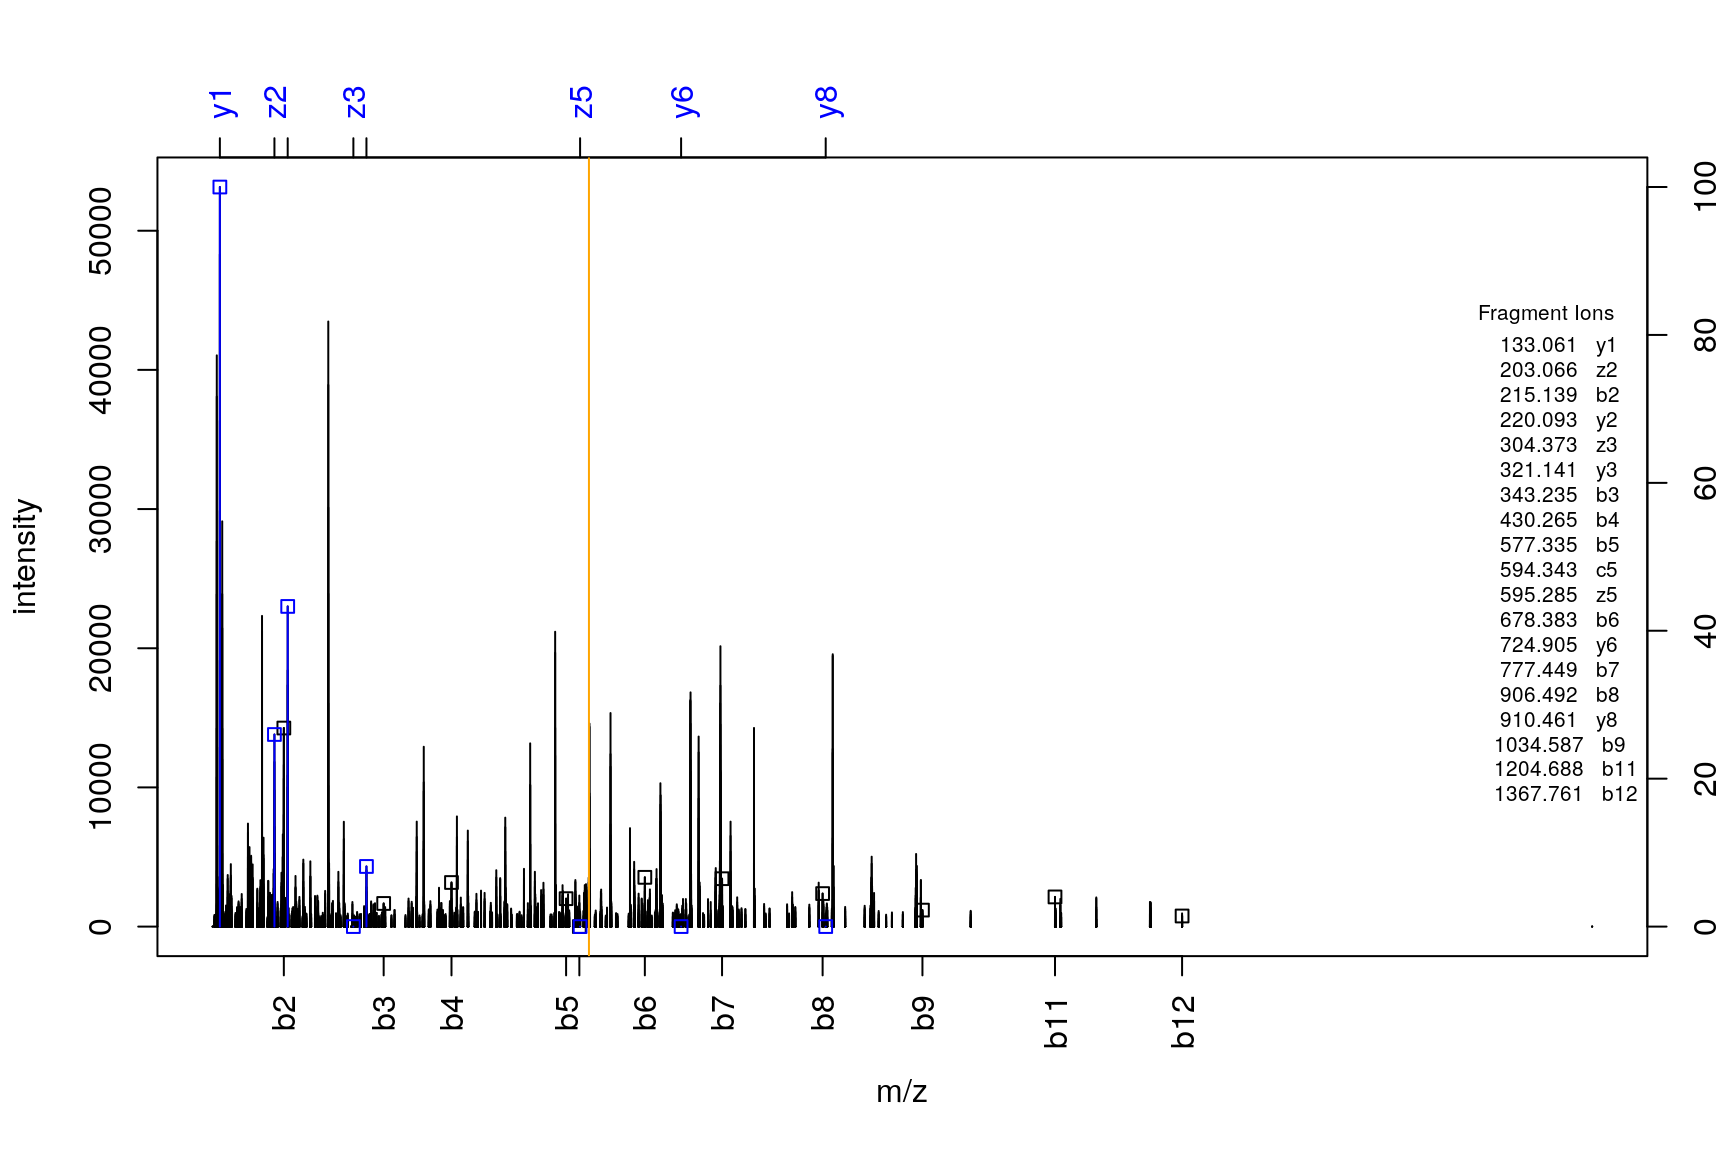 y1 z2 z3 z5 y6 y8
50000
40000
30000
20000
10000
0
intensity
100
80
60
40
20
0
Fragment Ions
133.061 y1
203.066 z2
215.139 b2
220.093 y2
304.373 z3
321.141 y3
343.235 b3
430.265 b4
577.335 b5
594.343 c5
595.285 z5
678.383 b6
724.905 y6
777.449 b7
906.492 b8
910.461 y8
1034.587 b9
1204.688 b11
1367.761 b12
b2 b3 b4 b5 b6 b7 b8 b9 b11 b12
m/z